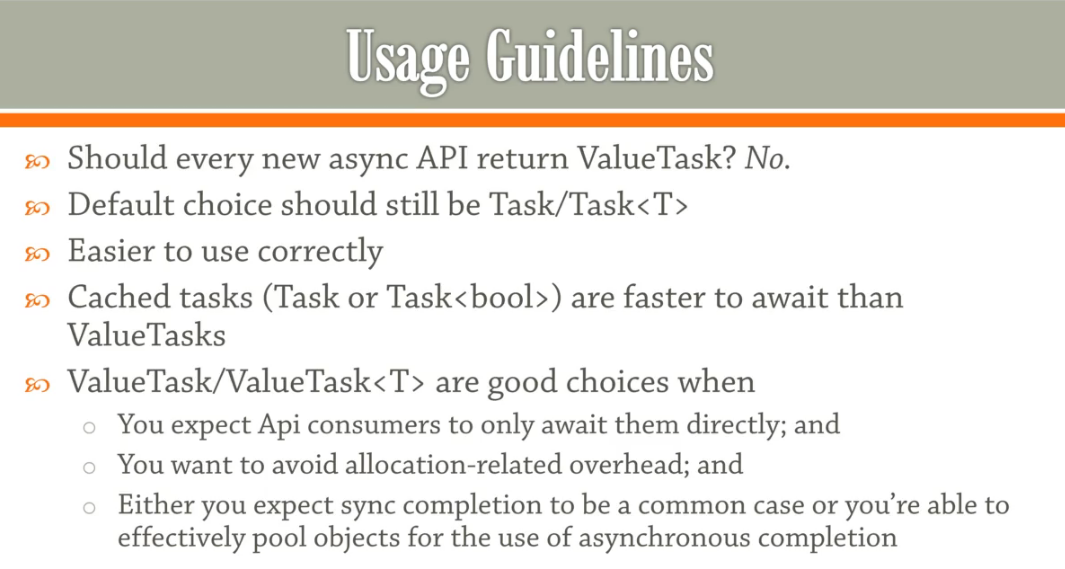 Usage Guidelines
Should every new async API return ValueTask? No.
Default choice should still be Task/Task<T>
Easier to use correctly
Cached tasks (Task or Task<bool>) are faster to await than
ValueTasks
ValueTask/ValueTask<T> are good choices when
You expect Api consumers to only await them directly; and
You want to avoid allocation-related overhead; and
Either you expect sync completion to be a common case or you're able to
effectively pool objects for the use of asynchronous completion